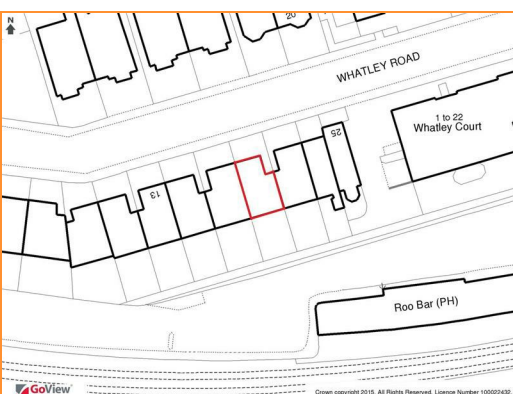 N
20
WHATLEY ROAD
1 to 22
Whatley Court
25
13
Roo Bar (PH)
GoView
Crown copyright 2015. All Rights Reserved. Licence Number 100022432.